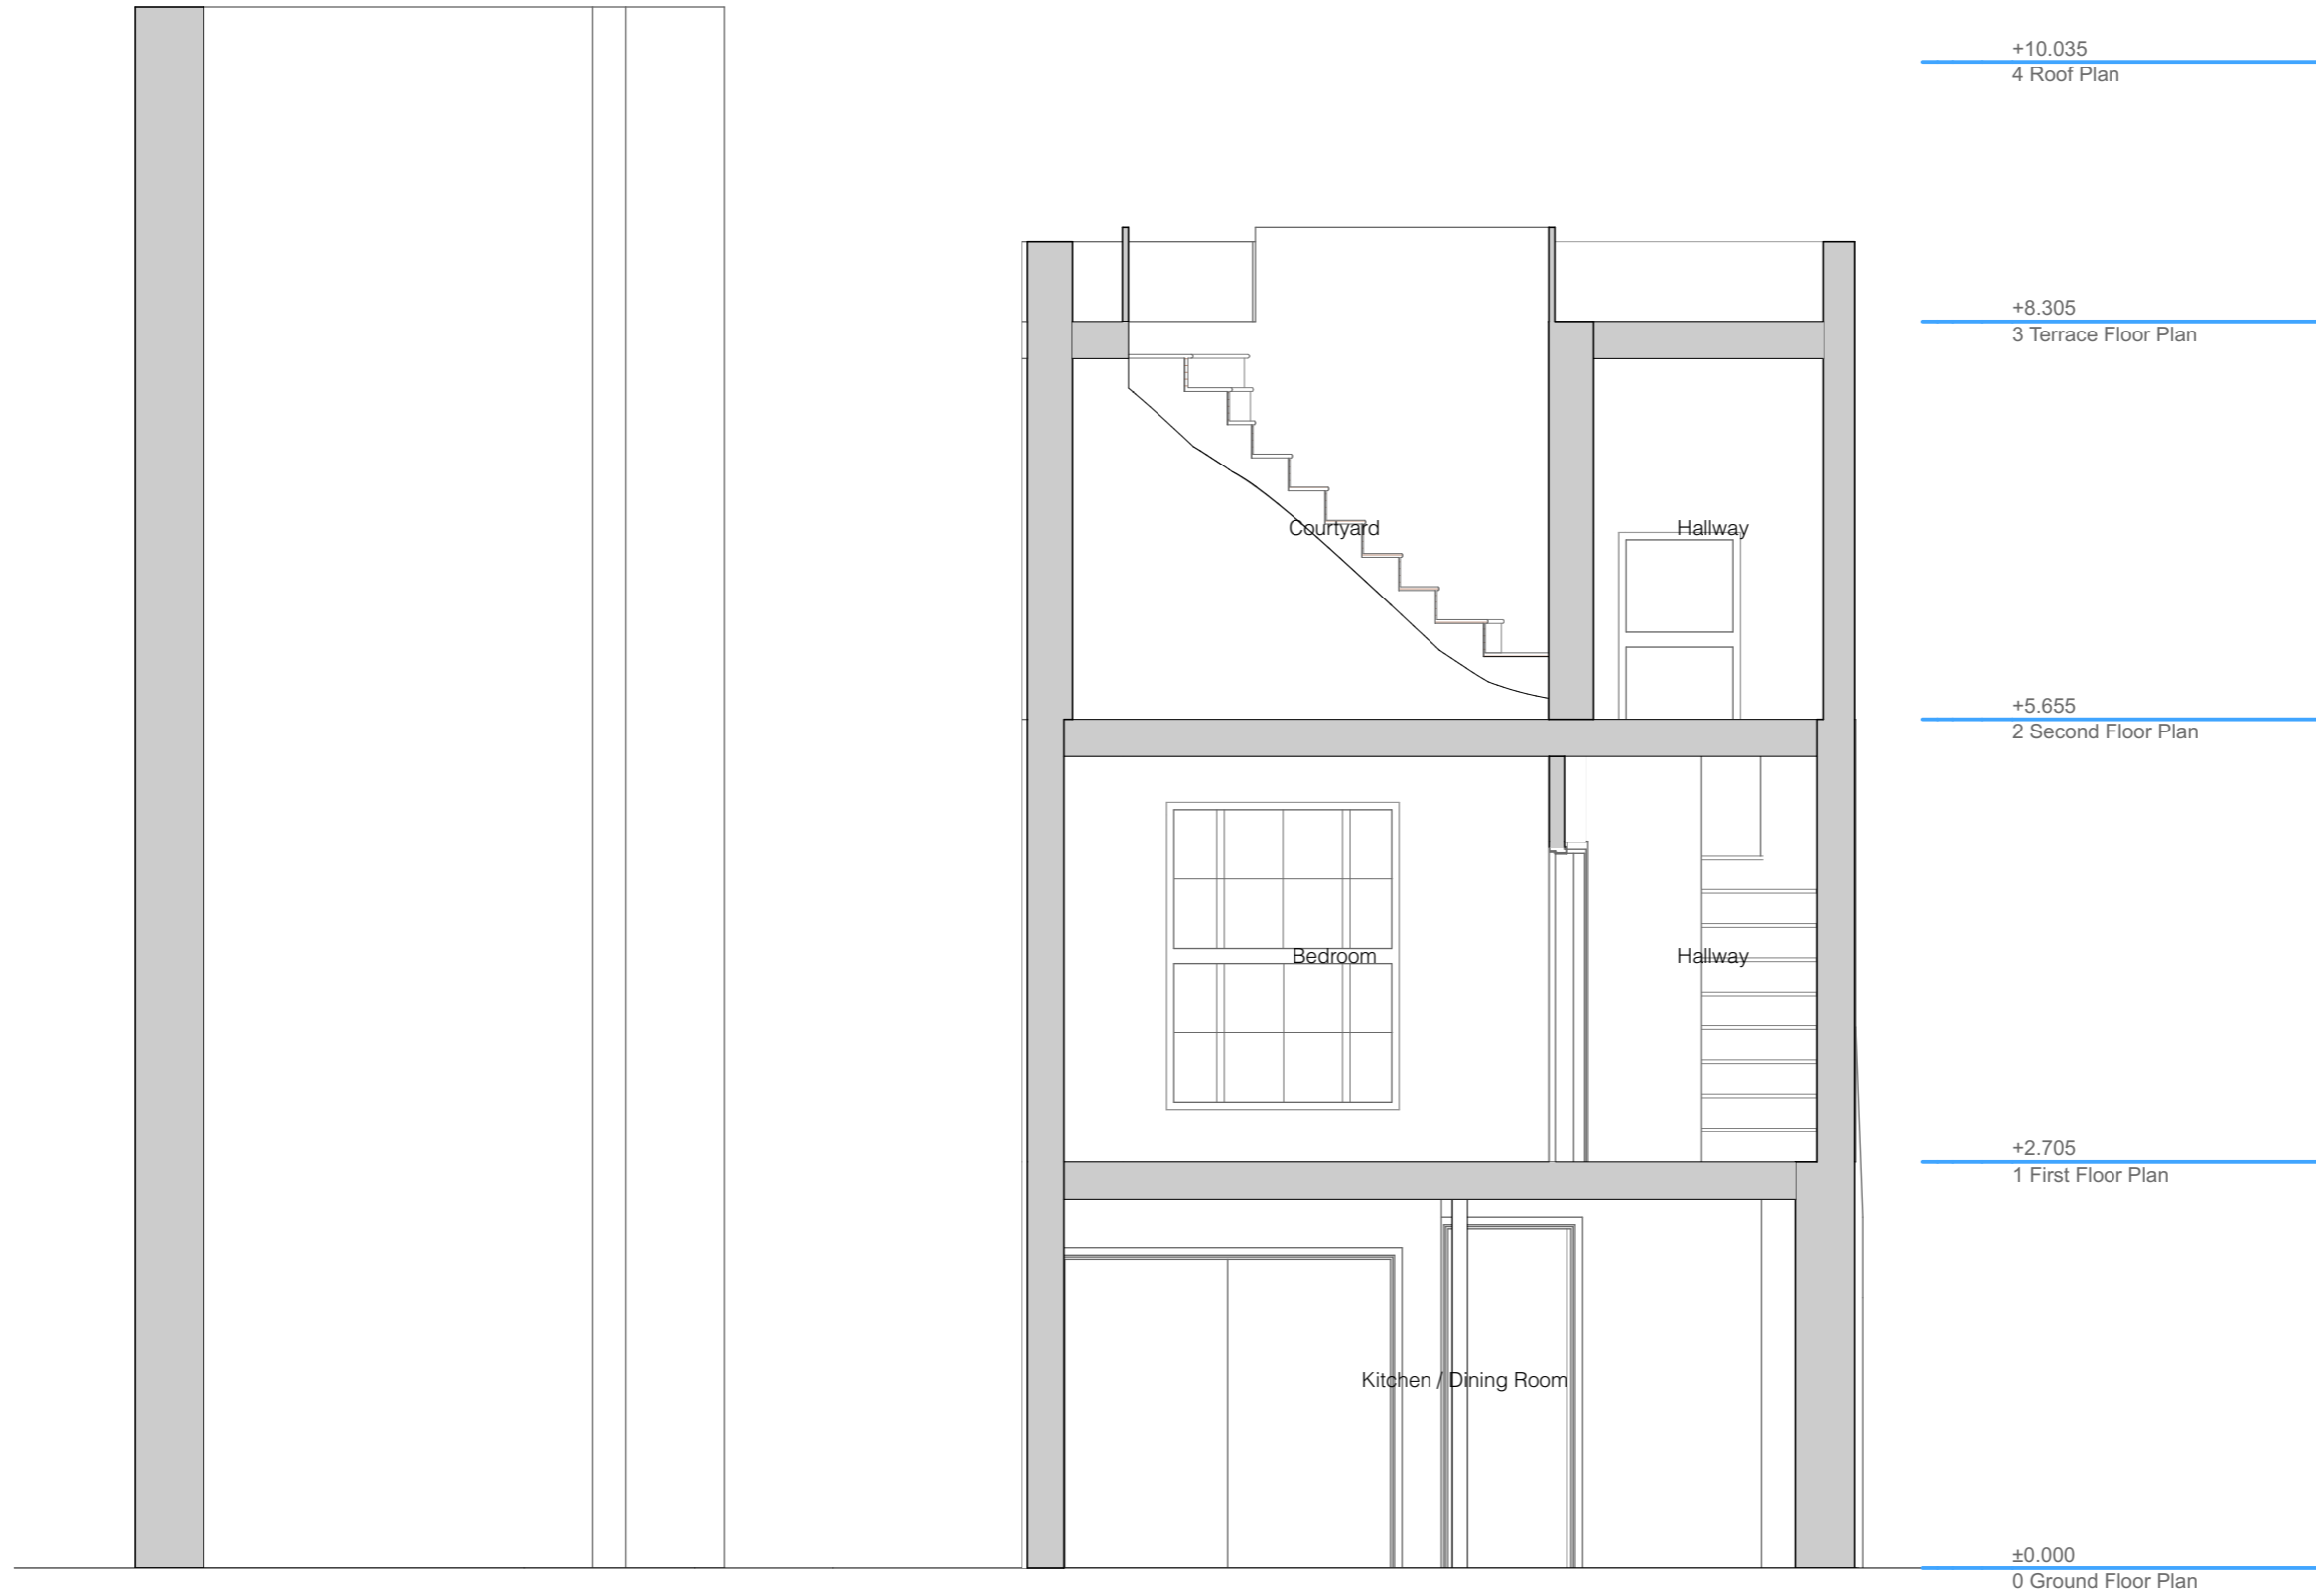 +10.035
4 Roof Plan
+8.305
3 Terrace Floor Plan
Courtyard
Hallway
+5.655
2 Second Floor Plan
Bedroom
Hallway
+2.705
1 First Floor Plan
Kitchen / Dining Room
±0.000
0 Ground Floor Plan